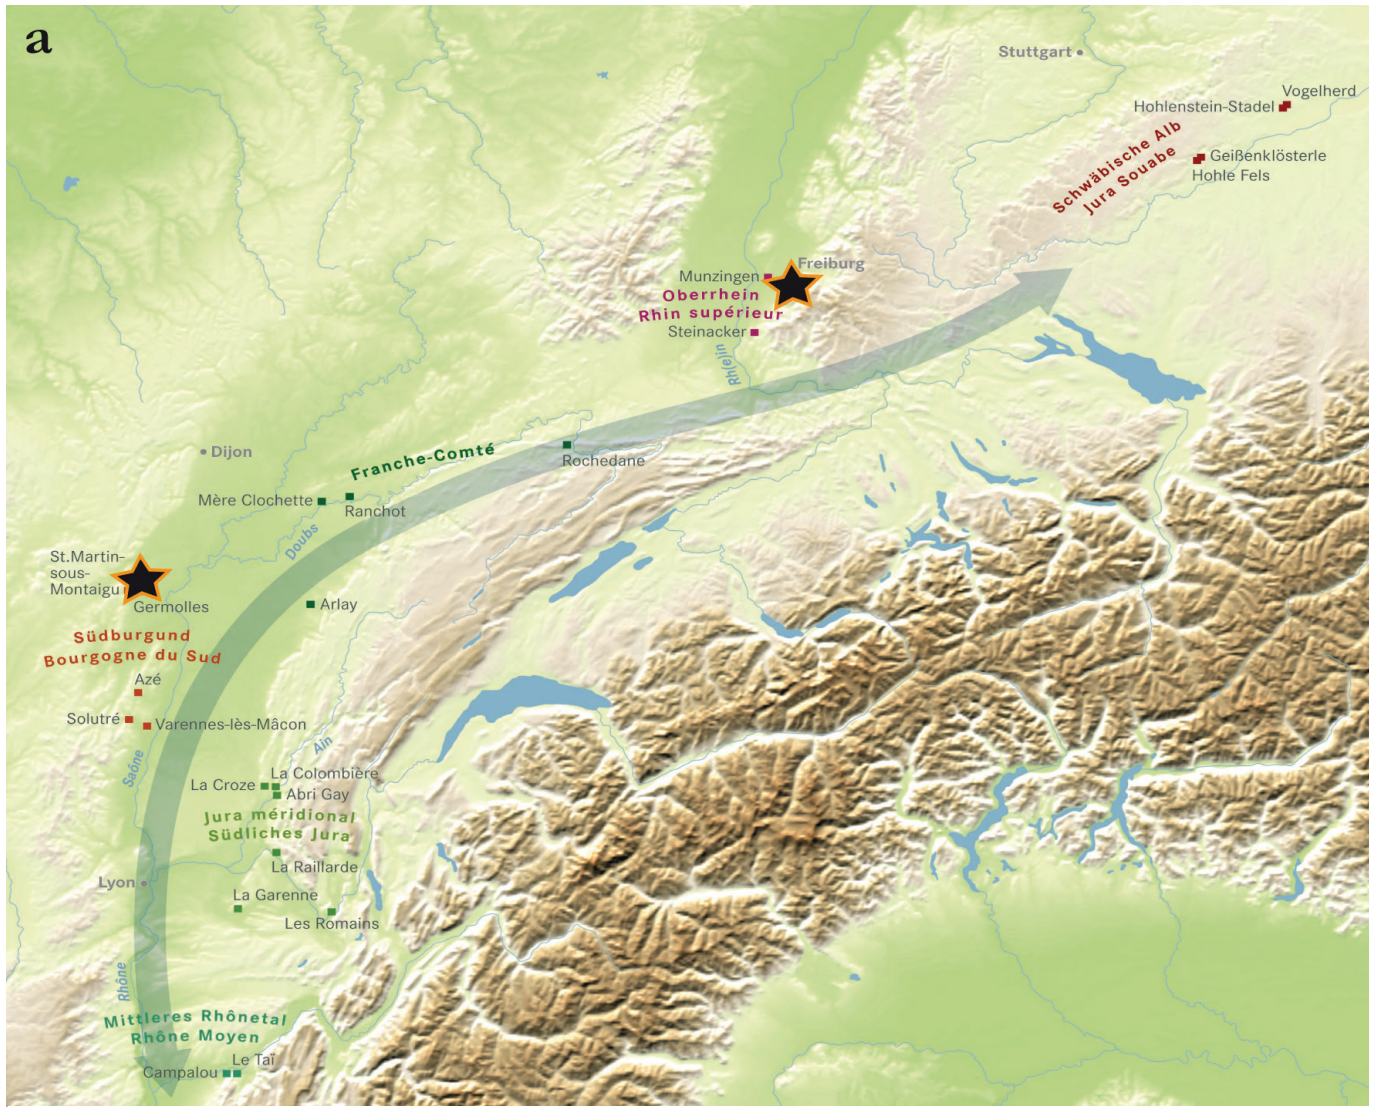 a
Stuttgart
Vogelherd
Hohlenstein-Stadel
Schwäbische Alb
Jura Souabe
Geißenklösterle
Hohle Fels
Freiburg
Munzingen
Oberrhein
Rhin supérieur
Steinacker
Rh(e)in
Dijon
Franche-Comté
Rochedane
Mère Clochette
Ranchot
Doubs
St.Martin-
sous-
Montaigu
Germolles
Arlay
Südburgund
Bourgogne du Sud
Azé
Solutré
Varennes-lès-Mâcon
Saône
Ain
La Croze
La Colombière
Abri Gay
Jura méridional
Südliches Jura
La Raillarde
Lyon
La Garenne
Les Romains
Rhône
Mittleres Rhônetal
Rhône Moyen
Le Taï
Campalou